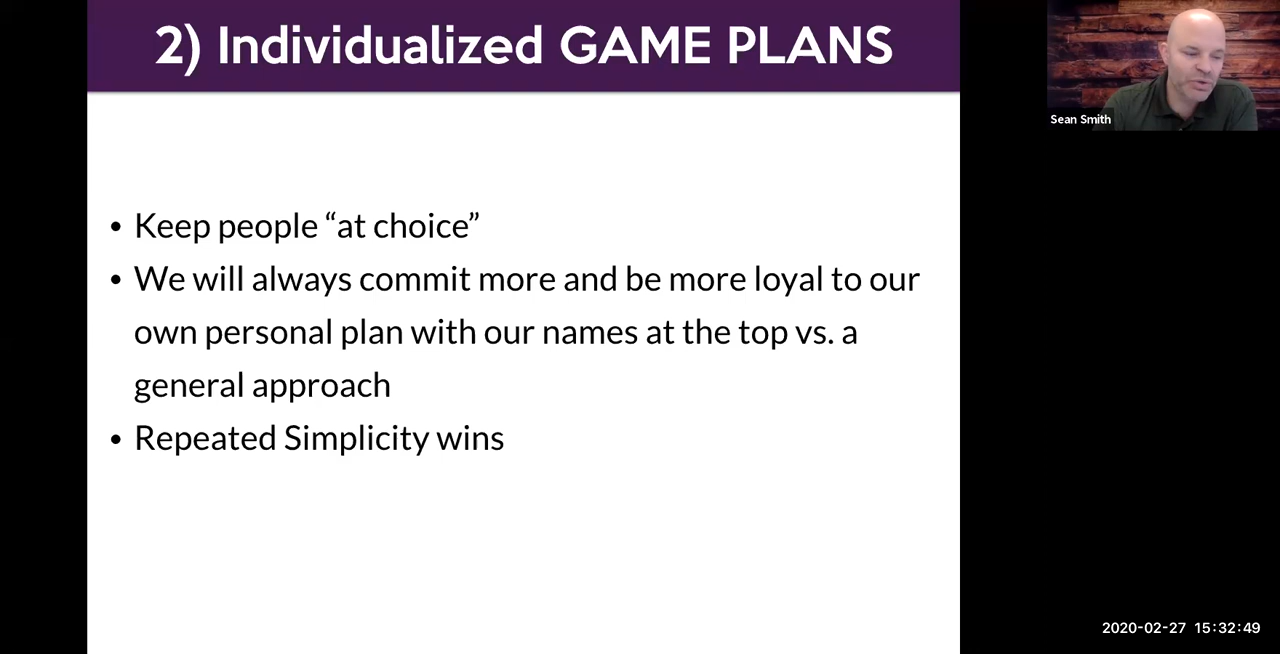 2) Individualized GAME PLANS
Sean Smith
• Keep people “at choice”
• We will always commit more and be more loyal to our
own personal plan with our names at the top vs. a
general approach
• Repeated Simplicity wins
2020-02-27 15:32:49